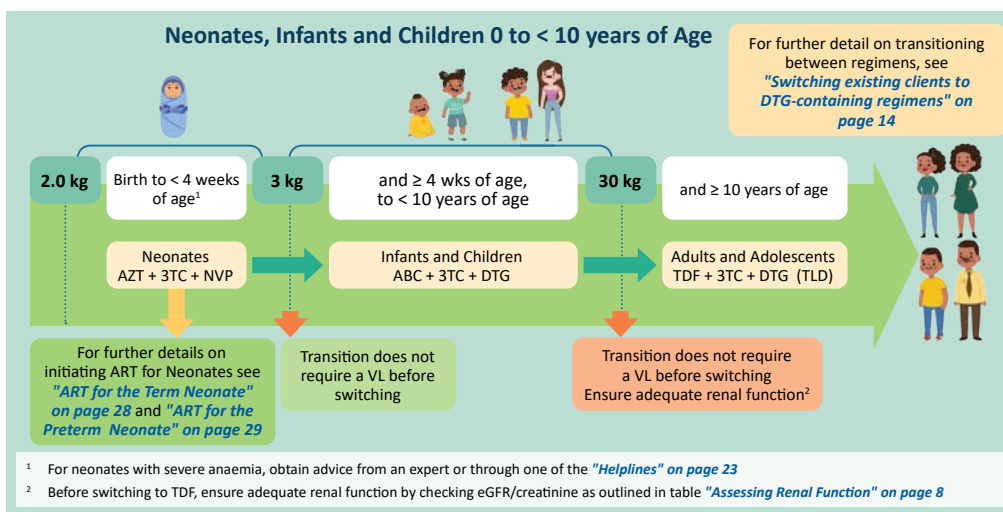 Neonates, Infants and Children 0 to < 10 years of Age
For further detail on transitioning
between regimens, see
"Switching existing clients to
DTG-containing regimens" on
page 14
2.0 kg
Birth to < 4 weeks
of age¹
3 kg
and ≥ 4 wks of age,
to < 10 years of age
30 kg
and ≥ 10 years of age
Neonates
AZT + 3TC + NVP
Infants and Children
ABC + 3TC + DTG
Adults and Adolescents
TDF + 3TC + DTG (TLD)
For further details on
initiating ART for Neonates see
"ART for the Term Neonate"
on page 28 and "ART for the
Preterm Neonate" on page 29
Transition does not
require a VL before
switching
Transition does not require
a VL before switching
Ensure adequate renal function²
¹ For neonates with severe anaemia, obtain advice from an expert or through one of the "Helplines" on page 23
² Before switching to TDF, ensure adequate renal function by checking eGFR/creatinine as outlined in table "Assessing Renal Function" on page 8